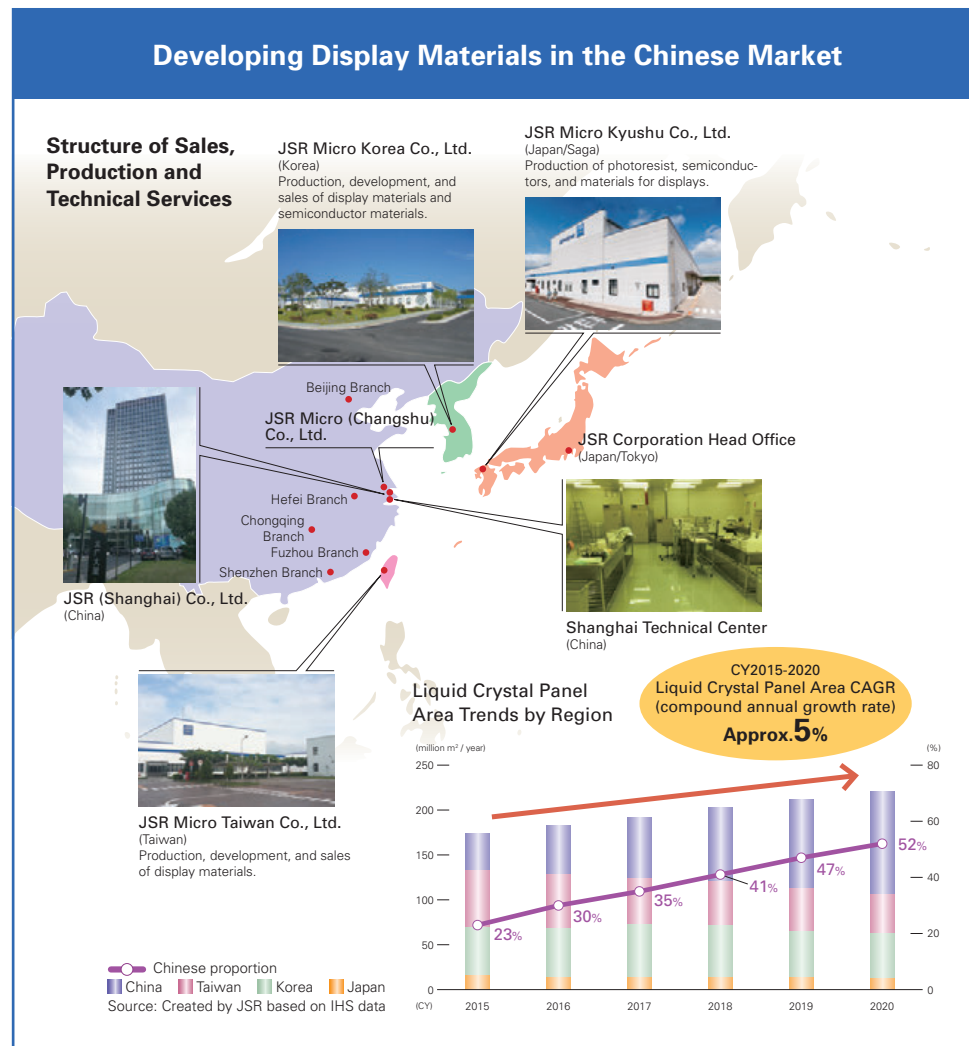 Developing Display Materials in the Chinese Market
Structure of Sales,
Production and
Technical Services
JSR Micro Korea Co., Ltd.
(Korea)
Production, development, and
sales of display materials and
semiconductor materials.
JSR Micro Kyushu Co., Ltd.
(Japan/Saga)
Production of photoresist, semiconduc-
tors, and materials for displays.
Beijing Branch
JSR Micro (Changshu)
Co., Ltd.
JSR Corporation Head Office
(Japan/Tokyo)
Hefei Branch
Chongqing
Branch
Fuzhou Branch
Shenzhen Branch
JSR (Shanghai) Co., Ltd.
(China)
Shanghai Technical Center
(China)
JSR Micro Taiwan Co., Ltd.
(Taiwan)
Production, development, and sales
of display materials.
Liquid Crystal Panel
Area Trends by Region
CY2015-2020
Liquid Crystal Panel Area CAGR
(compound annual growth rate)
Approx.5%
(million m² / year)
(%)
250
200
150
100
50
0
80
60
40
20
0
23%
30%
35%
41%
47%
52%
(CY)
2015
2016
2017
2018
2019
2020
Chinese proportion
China
Taiwan
Korea
Japan
Source: Created by JSR based on IHS data